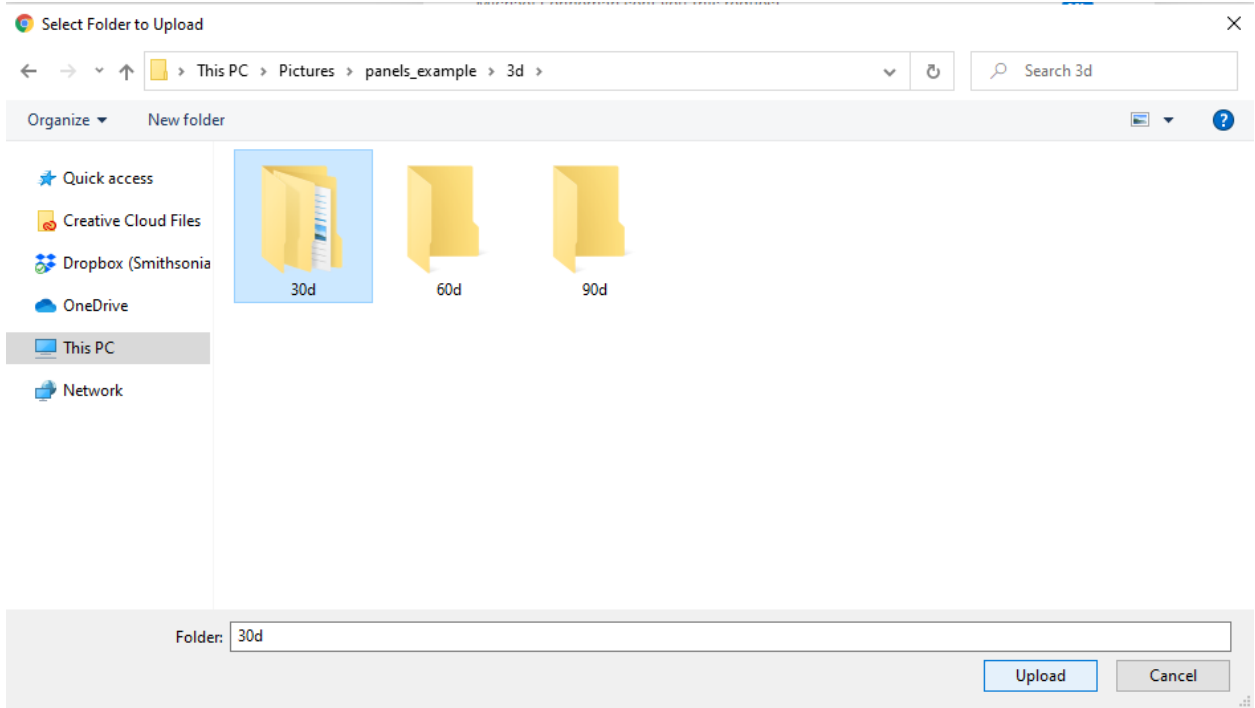 Select Folder to Upload
This PC > Pictures > panels_example > 3d >
Search 3d
Organize
New folder
?
Quick access
Creative Cloud Files
Dropbox (Smithsonia
OneDrive
This PC
Network
30d
60d
90d
Folder: 30d
Upload
Cancel